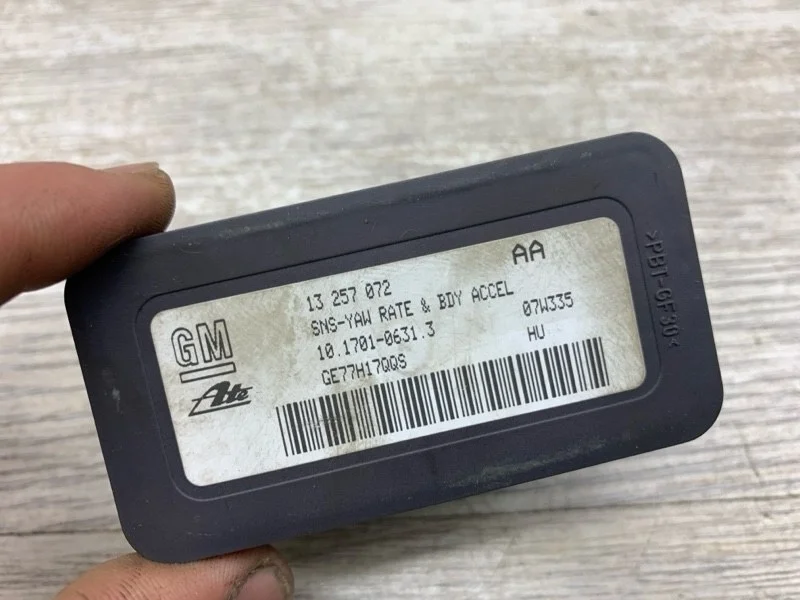 AA
13 257 072
SNS-YAW RATE & BDY ACCEL
07W335
10.1701-0631.3
HU
GE77H17QQS
GM
Ate
>PBT-GF30<